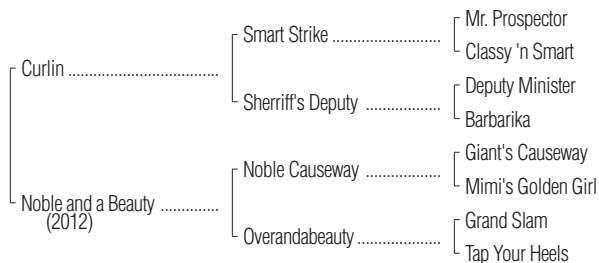 Mr. Prospector
Smart Strike ..........................
Classy 'n Smart
Curlin ....................................
Deputy Minister
Sherriff's Deputy ..................
Barbarika
Giant's Causeway
Noble Causeway ..................
Mimi's Golden Girl
Noble and a Beauty ..............
(2012)
Grand Slam
Overandabeauty ....................
Tap Your Heels